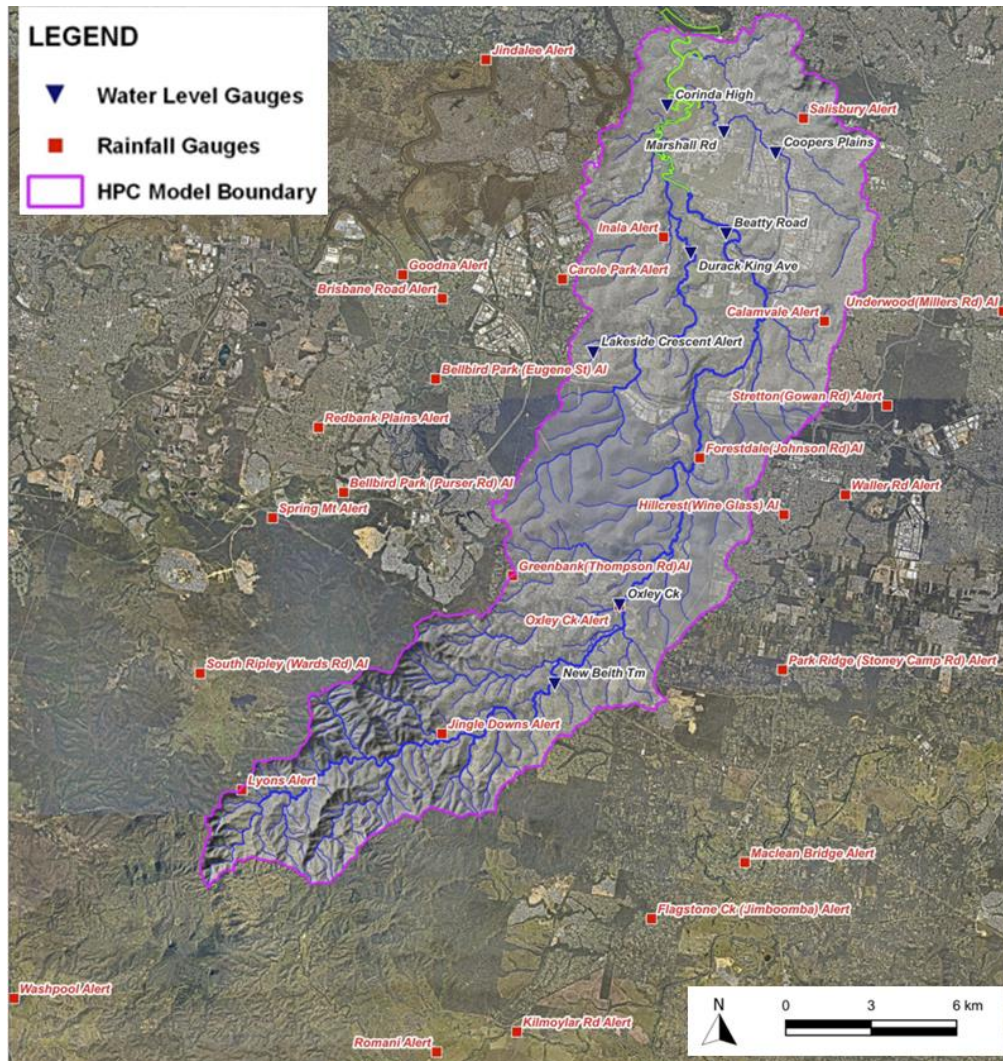 LEGEND
Water Level Gauges
Rainfall Gauges
HPC Model Boundary
Jindalee Alert
Corinda High
Salisbury Alert
Marshall Rd
Coopers Plains
Inala Alert
Beatty Road
Durack King Ave
Goodna Alert
Carole Park Alert
Brisbane Road Alert
Underwood(Millers Rd) Al
Calamvale Alert
Lakeside Crescent Alert
Bellbird Park (Eugene St) Al
Stretton(Gowan Rd) Alert
Redbank Plains Alert
Forestdale(Johnson Rd)Al
Bellbird Park (Purser Rd) Al
Waller Rd Alert
Spring Mt Alert
Hillcrest(Wine Glass) Al
Greenbank(Thompson Rd)Al
Oxley Ck
Oxley Ck Alert
South Ripley (Wards Rd) Al
Park Ridge (Stoney Camp Rd) Alert
New Beith Tm
Jingle Downs Alert
Lyons Alert
Maclean Bridge Alert
Flagstone Ck (Jimboomba) Alert
Washpool Alert
Kilmoylar Rd Alert
Romani Alert
N
0 3 6 km